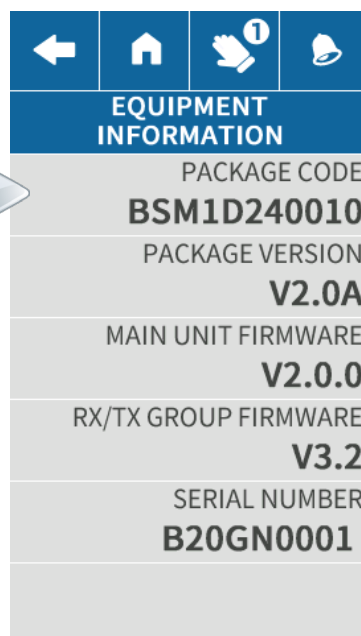 1
EQUIPMENT
INFORMATION
PACKAGE CODE
BSM1D240010
PACKAGE VERSION
V2.0A
MAIN UNIT FIRMWARE
V2.0.0
RX/TX GROUP FIRMWARE
V3.2
SERIAL NUMBER
B20GN0001